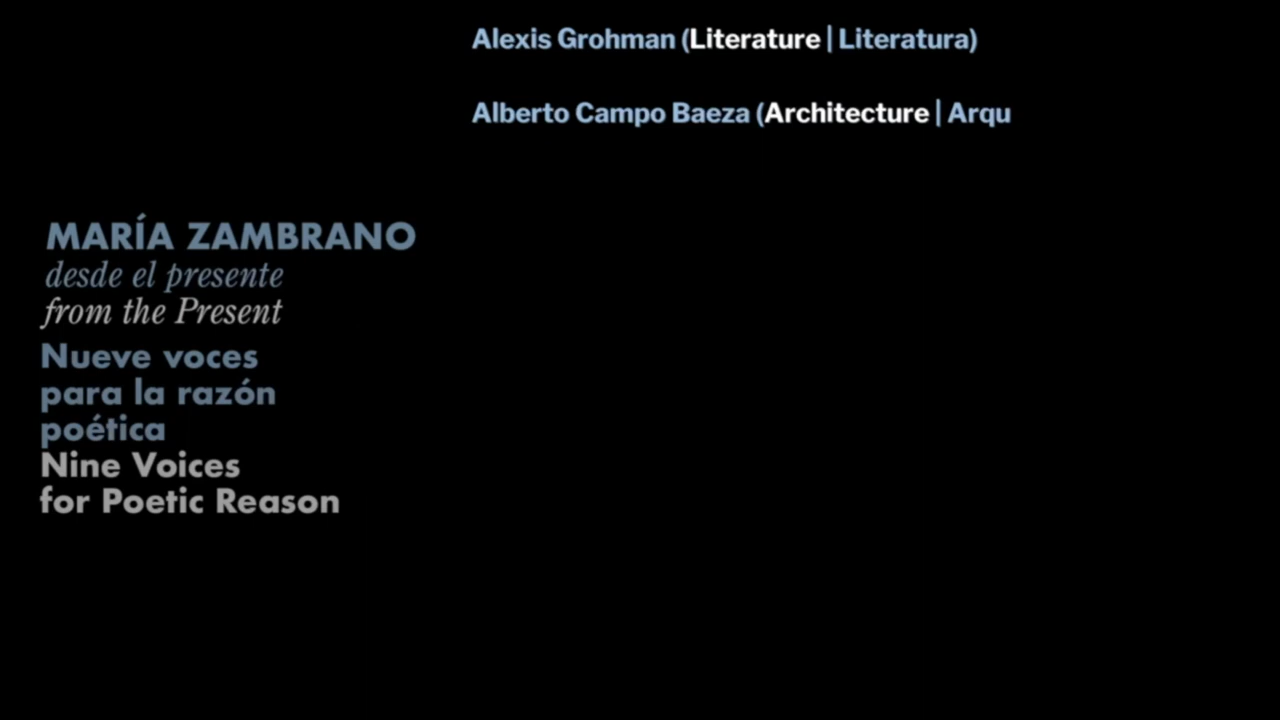 Alexis Grohman (Literature | Literatura)
Alberto Campo Baeza (Architecture | Arqu
MARÍA ZAMBRANO
desde el presente
from the Present
Nueve voces
para la razón
poética
Nine Voices
for Poetic Reason